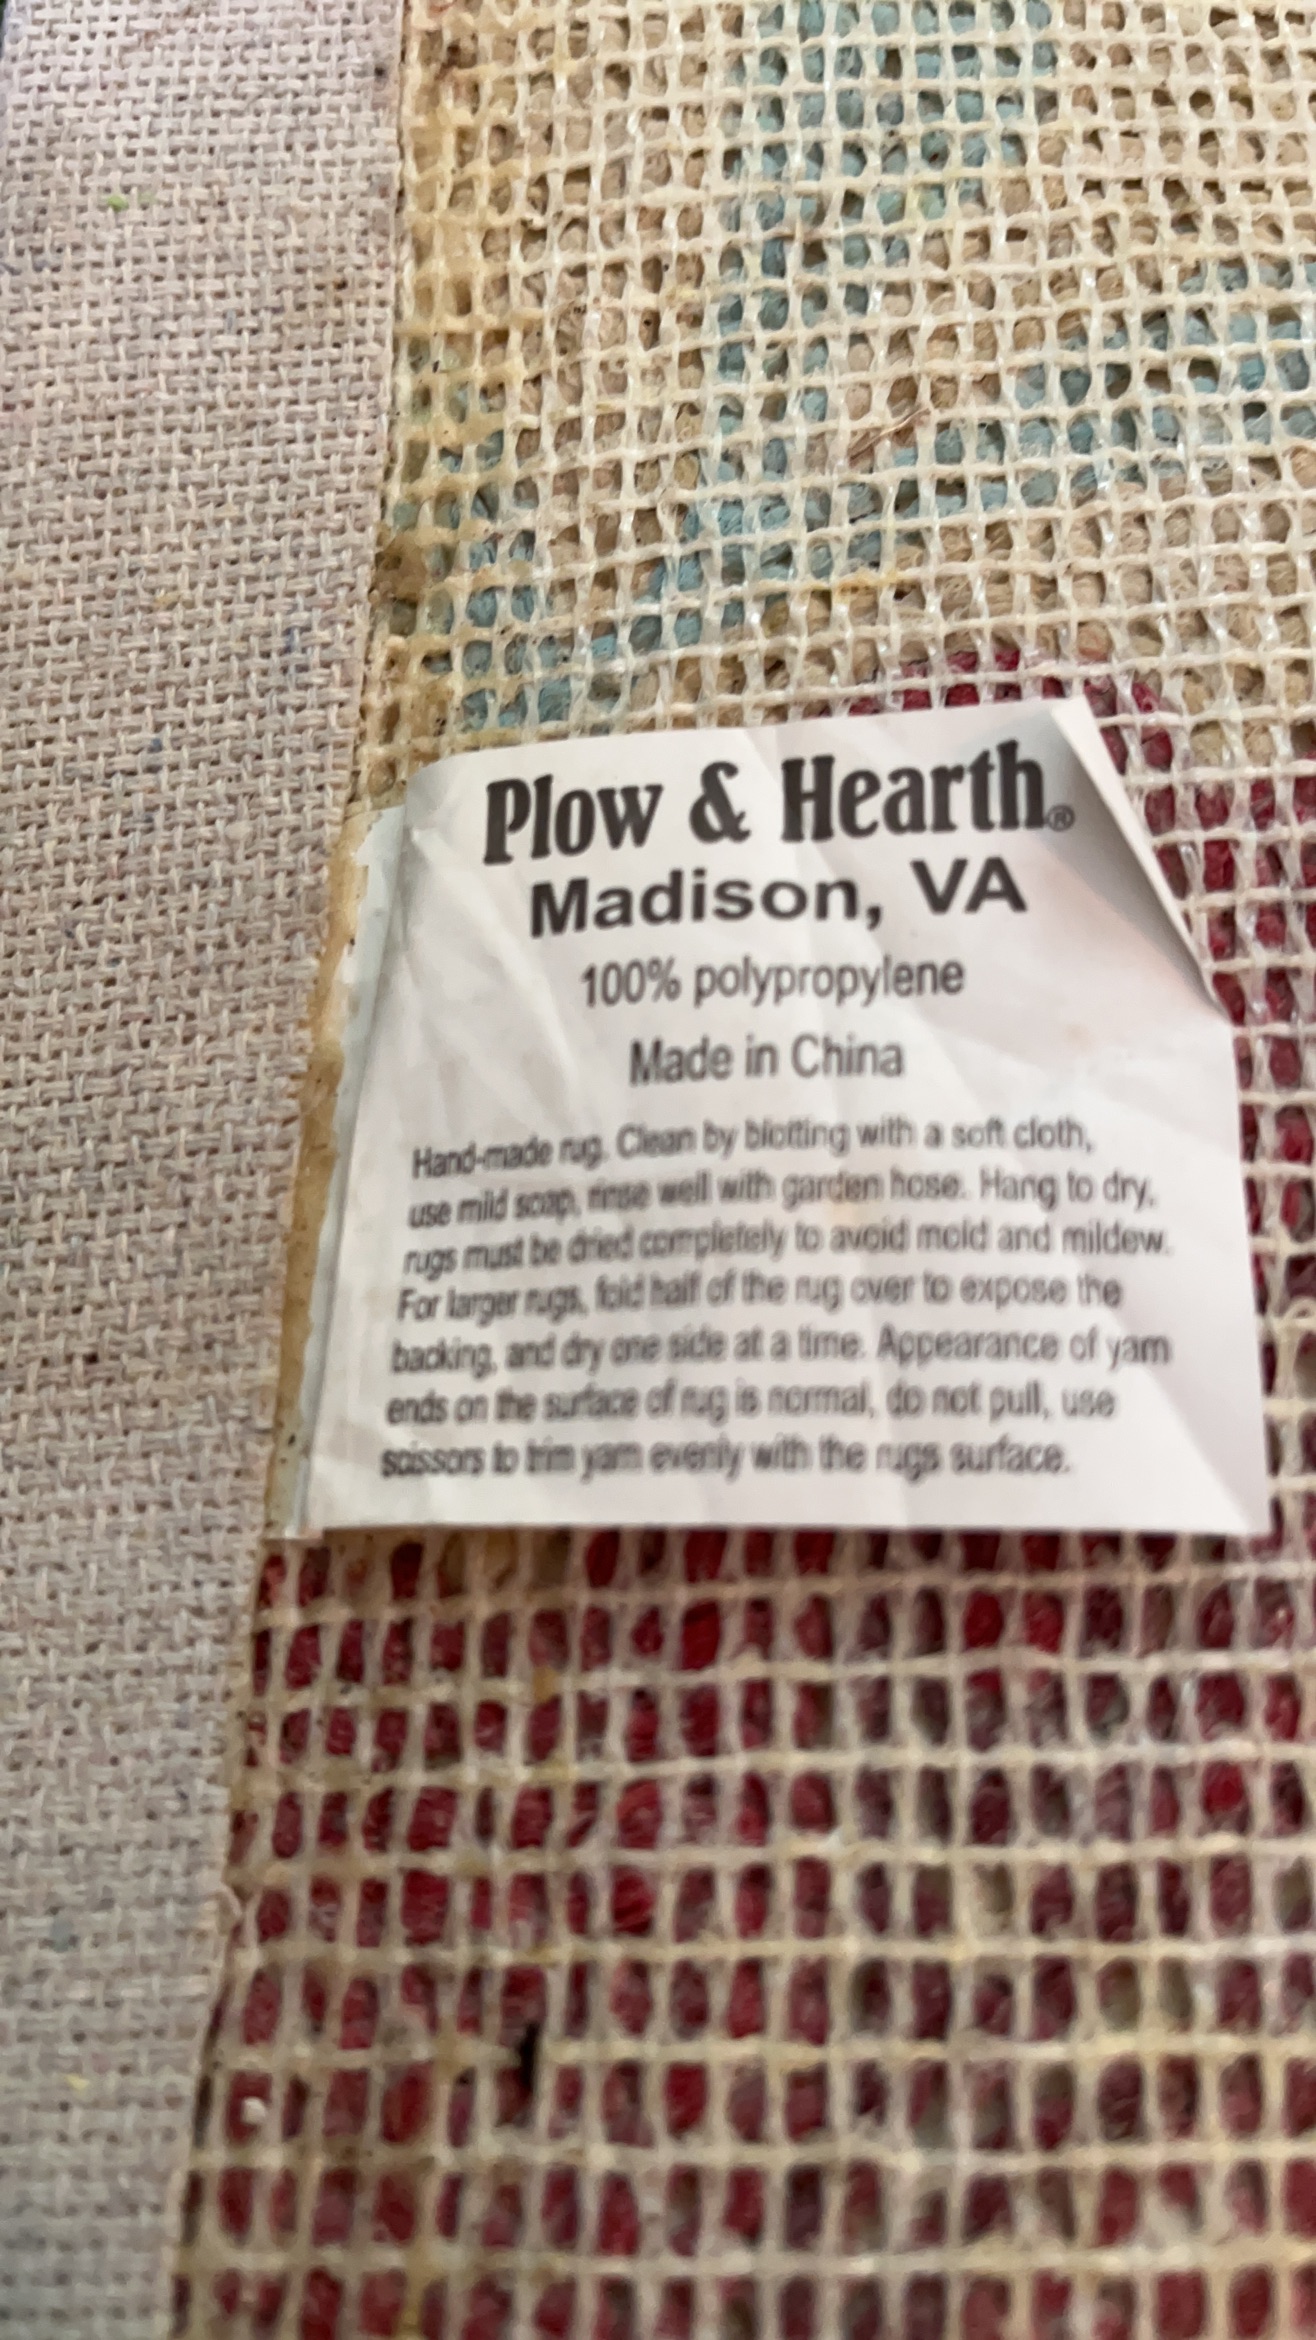 Plow & Hearth®
Madison, VA
100% polypropylene
Made in China
Hand-made rug. Clean by blotting with a soft cloth,
use mild soap, rinse well with garden hose. Hang to dry,
rugs must be dried completely to avoid mold and mildew.
For larger rugs, fold half of the rug over to expose the
backing, and dry one side at a time. Appearance of yarn
ends on the surface of rug is normal, do not pull, use
scissors to trim yarn evenly with the rugs surface.